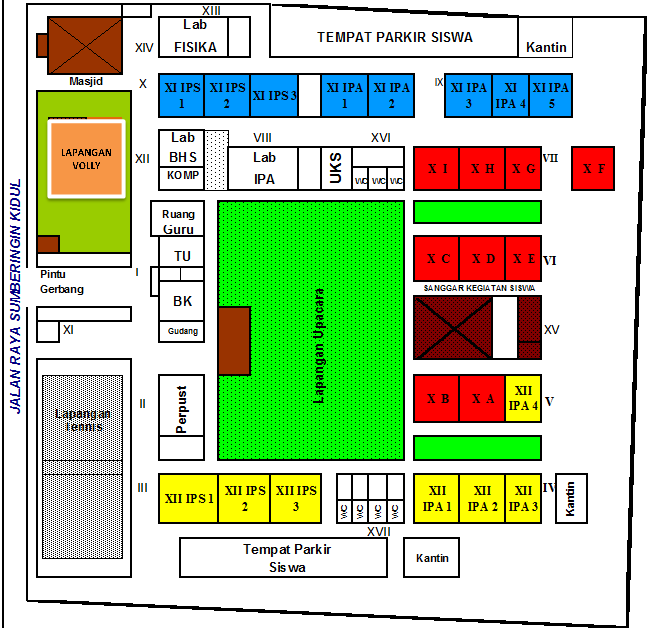 XIII
Lab
FISIKA
XIV
TEMPAT PARKIR SISWA
Kantin
Masjid
X
XI IPS
1
XI IPS
2
XI IPS 3
XI IPA
1
XI IPA
2
IX
XI IPA
3
XI
IPA 4
XI IPA
5
LAPANGAN
VOLLY
XII
Lab
BHS
KOMP
VIII
Lab
IPA
UKS
XVI
WC
WC
WC
X I
X H
X G
VII
X F
JALAN RAYA SUMBERINGIN KIDUL
Ruang
Guru
TU
I
BK
Gudang
Pintu
Gerbang
XI
Lapangan Upacara
X C
X D
X E
VI
SANGGAR KEGIATAN SISWA
XV
Lapangan
tennis
II
Perpust
X B
X A
XII
IPA 4
V
III
XII IPS 1
XII IPS
2
XII IPS
3
WC
WC
WC
WC
XVII
XII
IPA 1
XII
IPA 2
XII
IPA 3
IV
Kantin
Tempat Parkir
Siswa
Kantin